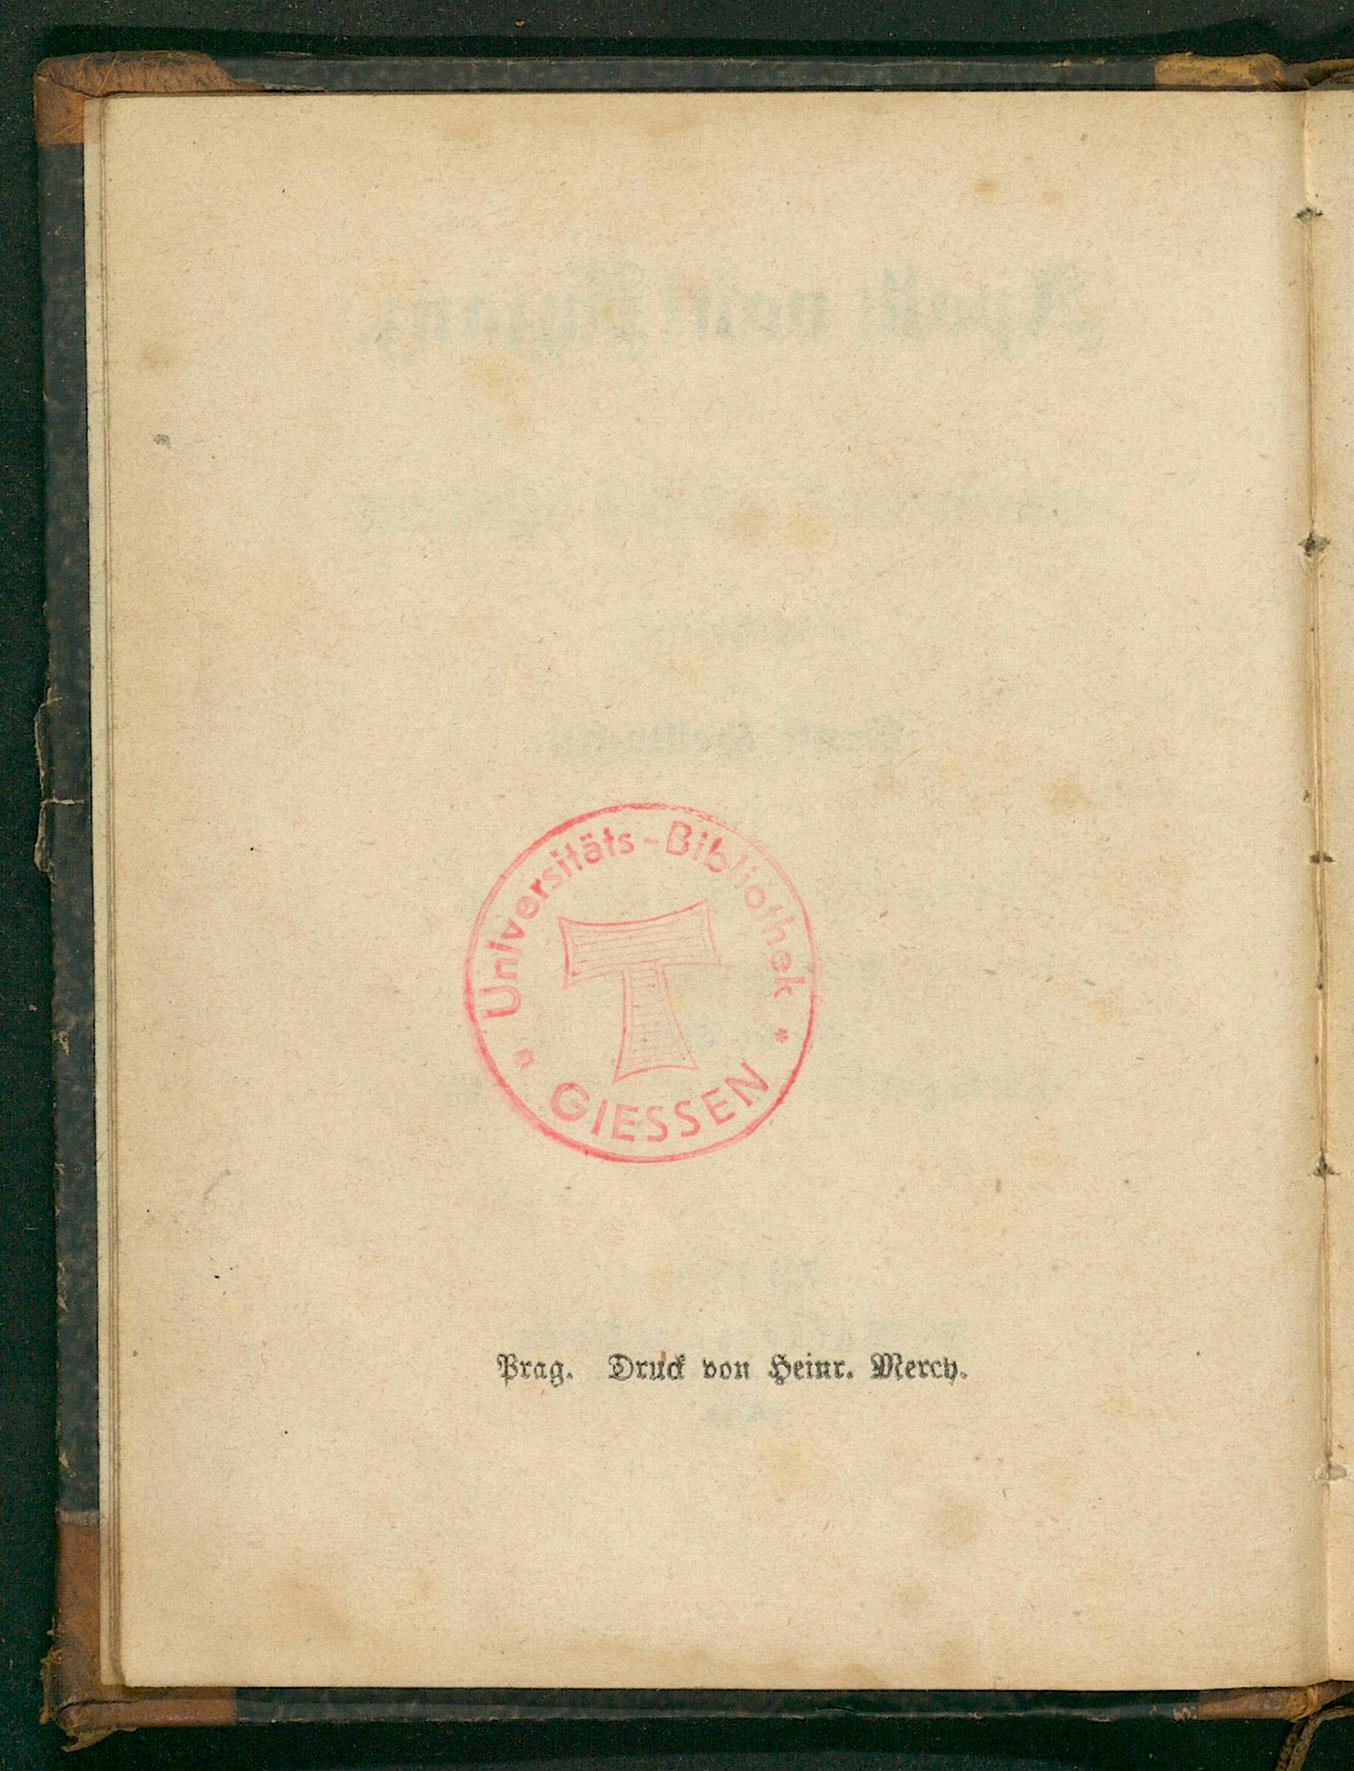 Universitäts-Bibliothek
GIESSEN
Prag. Druck von Heinr. Mercy.